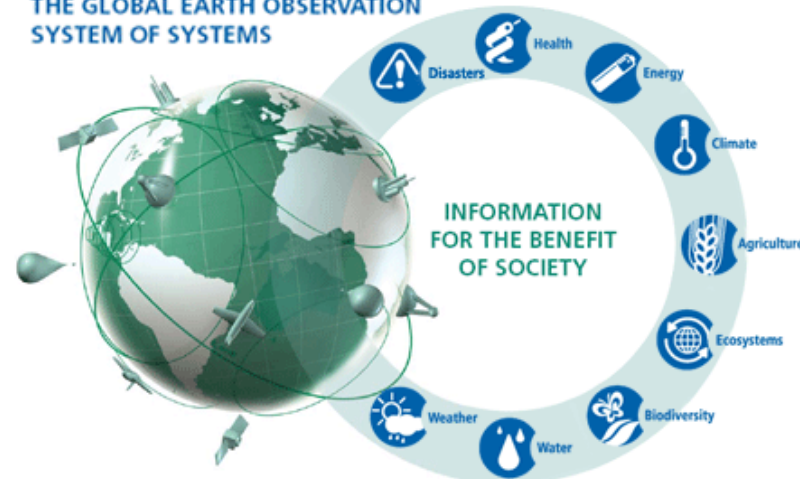 THE GLOBAL EARTH OBSERVATION
SYSTEM OF SYSTEMS
Health
Disasters
Energy
Climate
INFORMATION
FOR THE BENEFIT
OF SOCIETY
Agriculture
Ecosystems
Biodiversity
Weather
Water